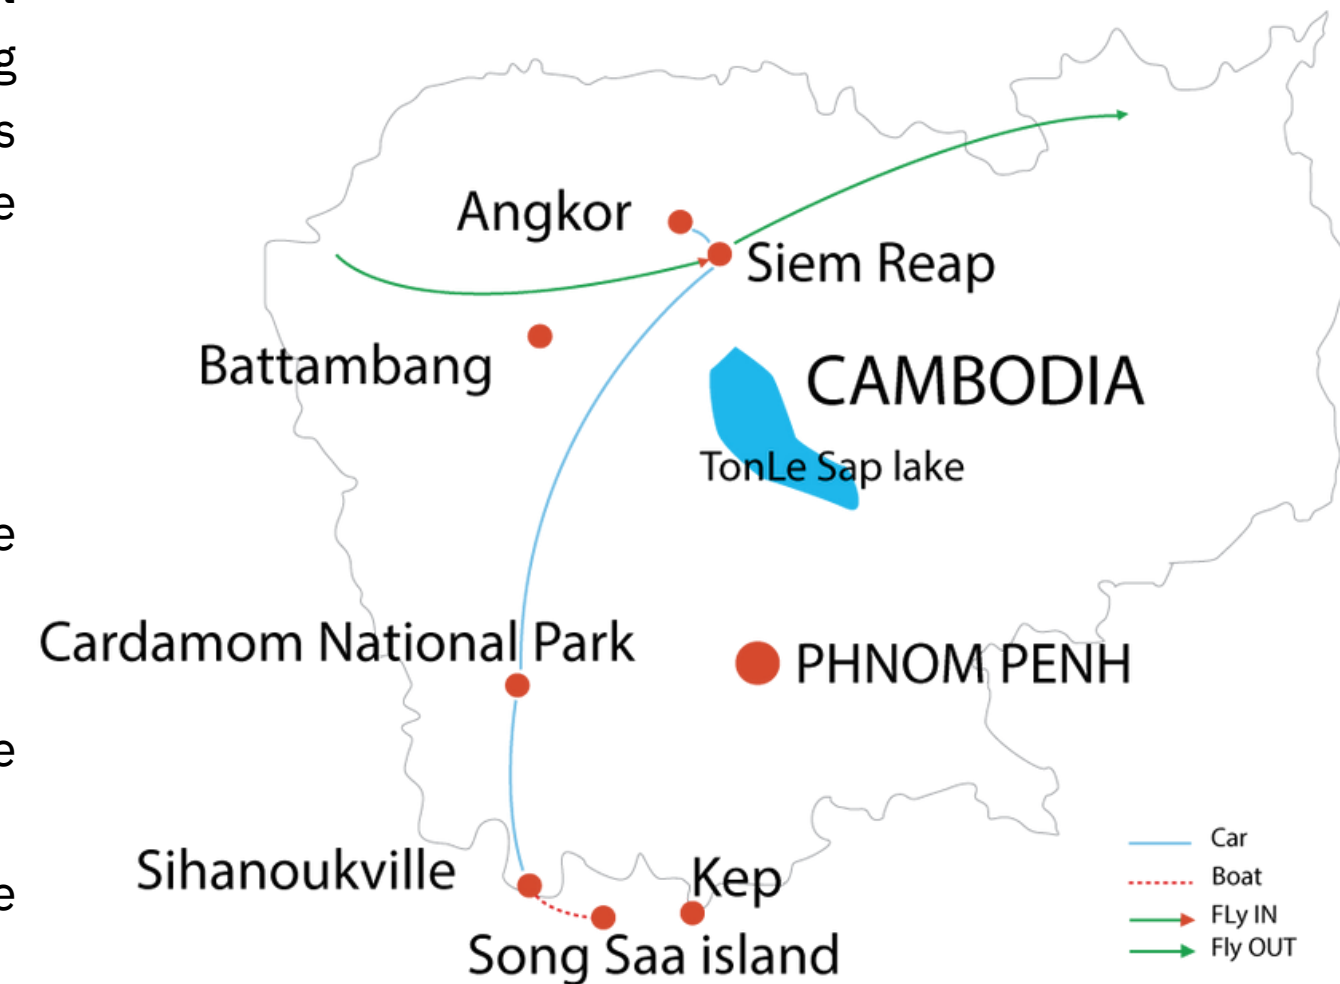 g
s
e
Angkor
Siem Reap
Battambang
CAMBODIA
TonLe Sap lake
e
Cardamom National Park
PHNOM PENH
e
Sihanoukville
Kep
e
Song Saa island
Car
Boat
FLy IN
Fly OUT